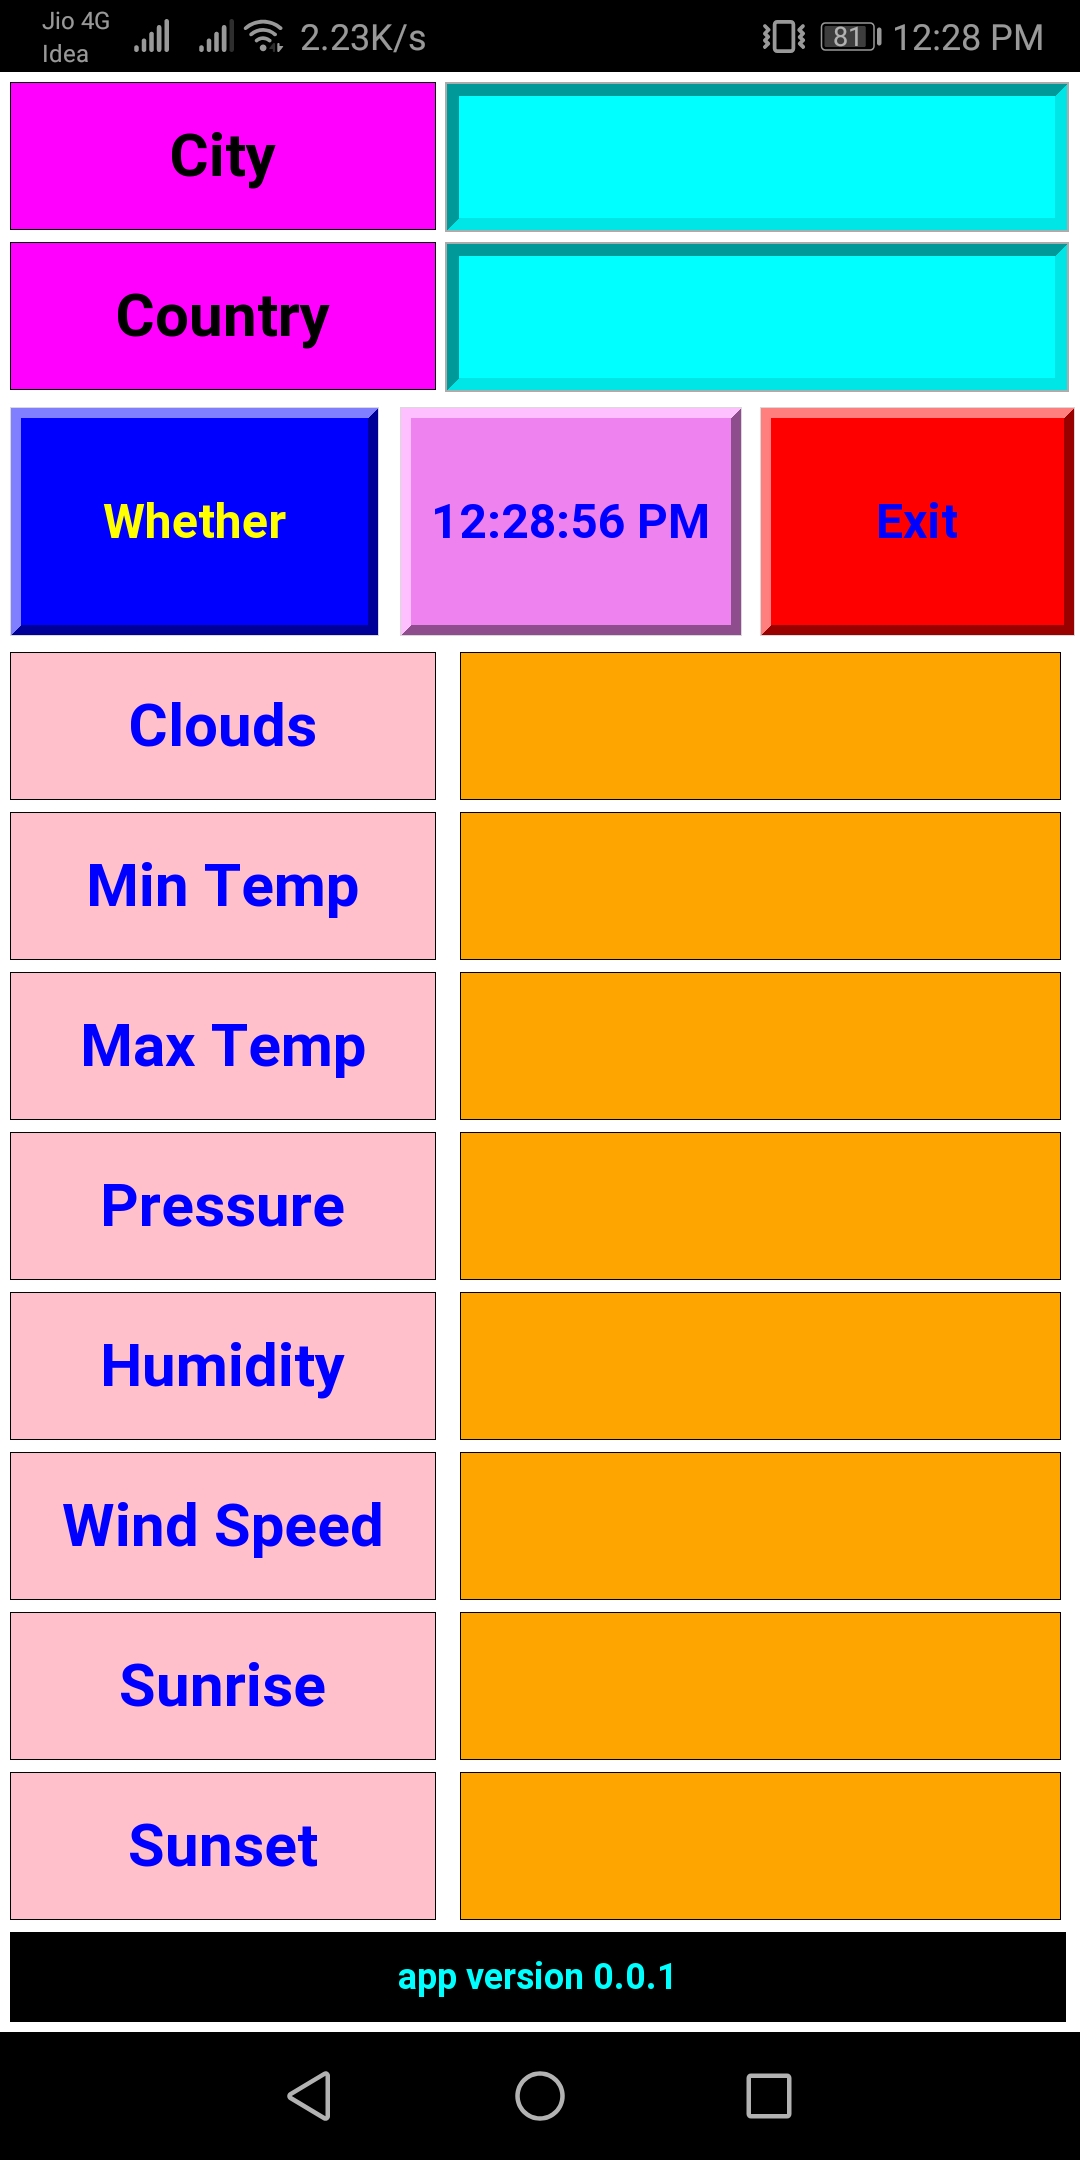 Jio 4G
Idea
2.23K/s
81
12:28 PM
City
Country
Whether
12:28:56 PM
Exit
Clouds
Min Temp
Max Temp
Pressure
Humidity
Wind Speed
Sunrise
Sunset
app version 0.0.1